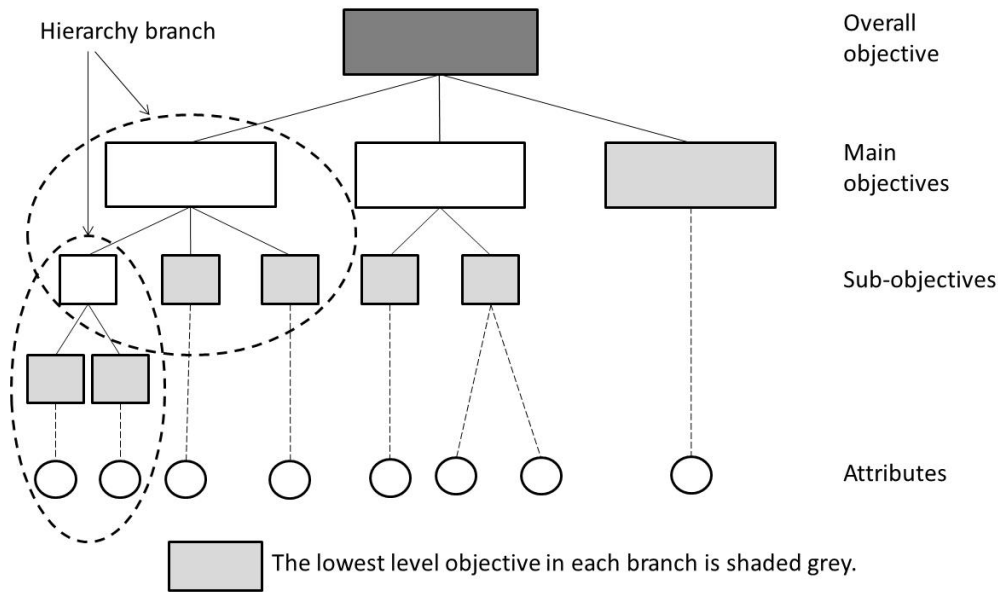 Hierarchy branch
Overall
objective
Main
objectives
Sub-objectives
Attributes
The lowest level objective in each branch is shaded grey.